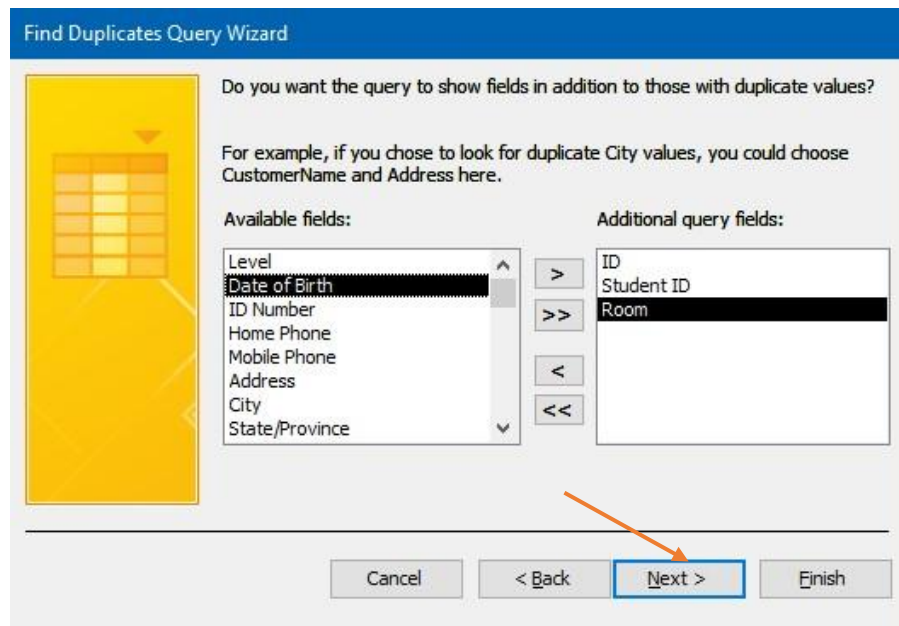 Find Duplicates Query Wizard
Do you want the query to show fields in addition to those with duplicate values?
For example, if you chose to look for duplicate City values, you could choose
CustomerName and Address here.
Available fields:
Level
Date of Birth
ID Number
Home Phone
Mobile Phone
Address
City
State/Province
>
>>
<
<<
Additional query fields:
ID
Student ID
Room
Cancel
< Back
Next >
Finish